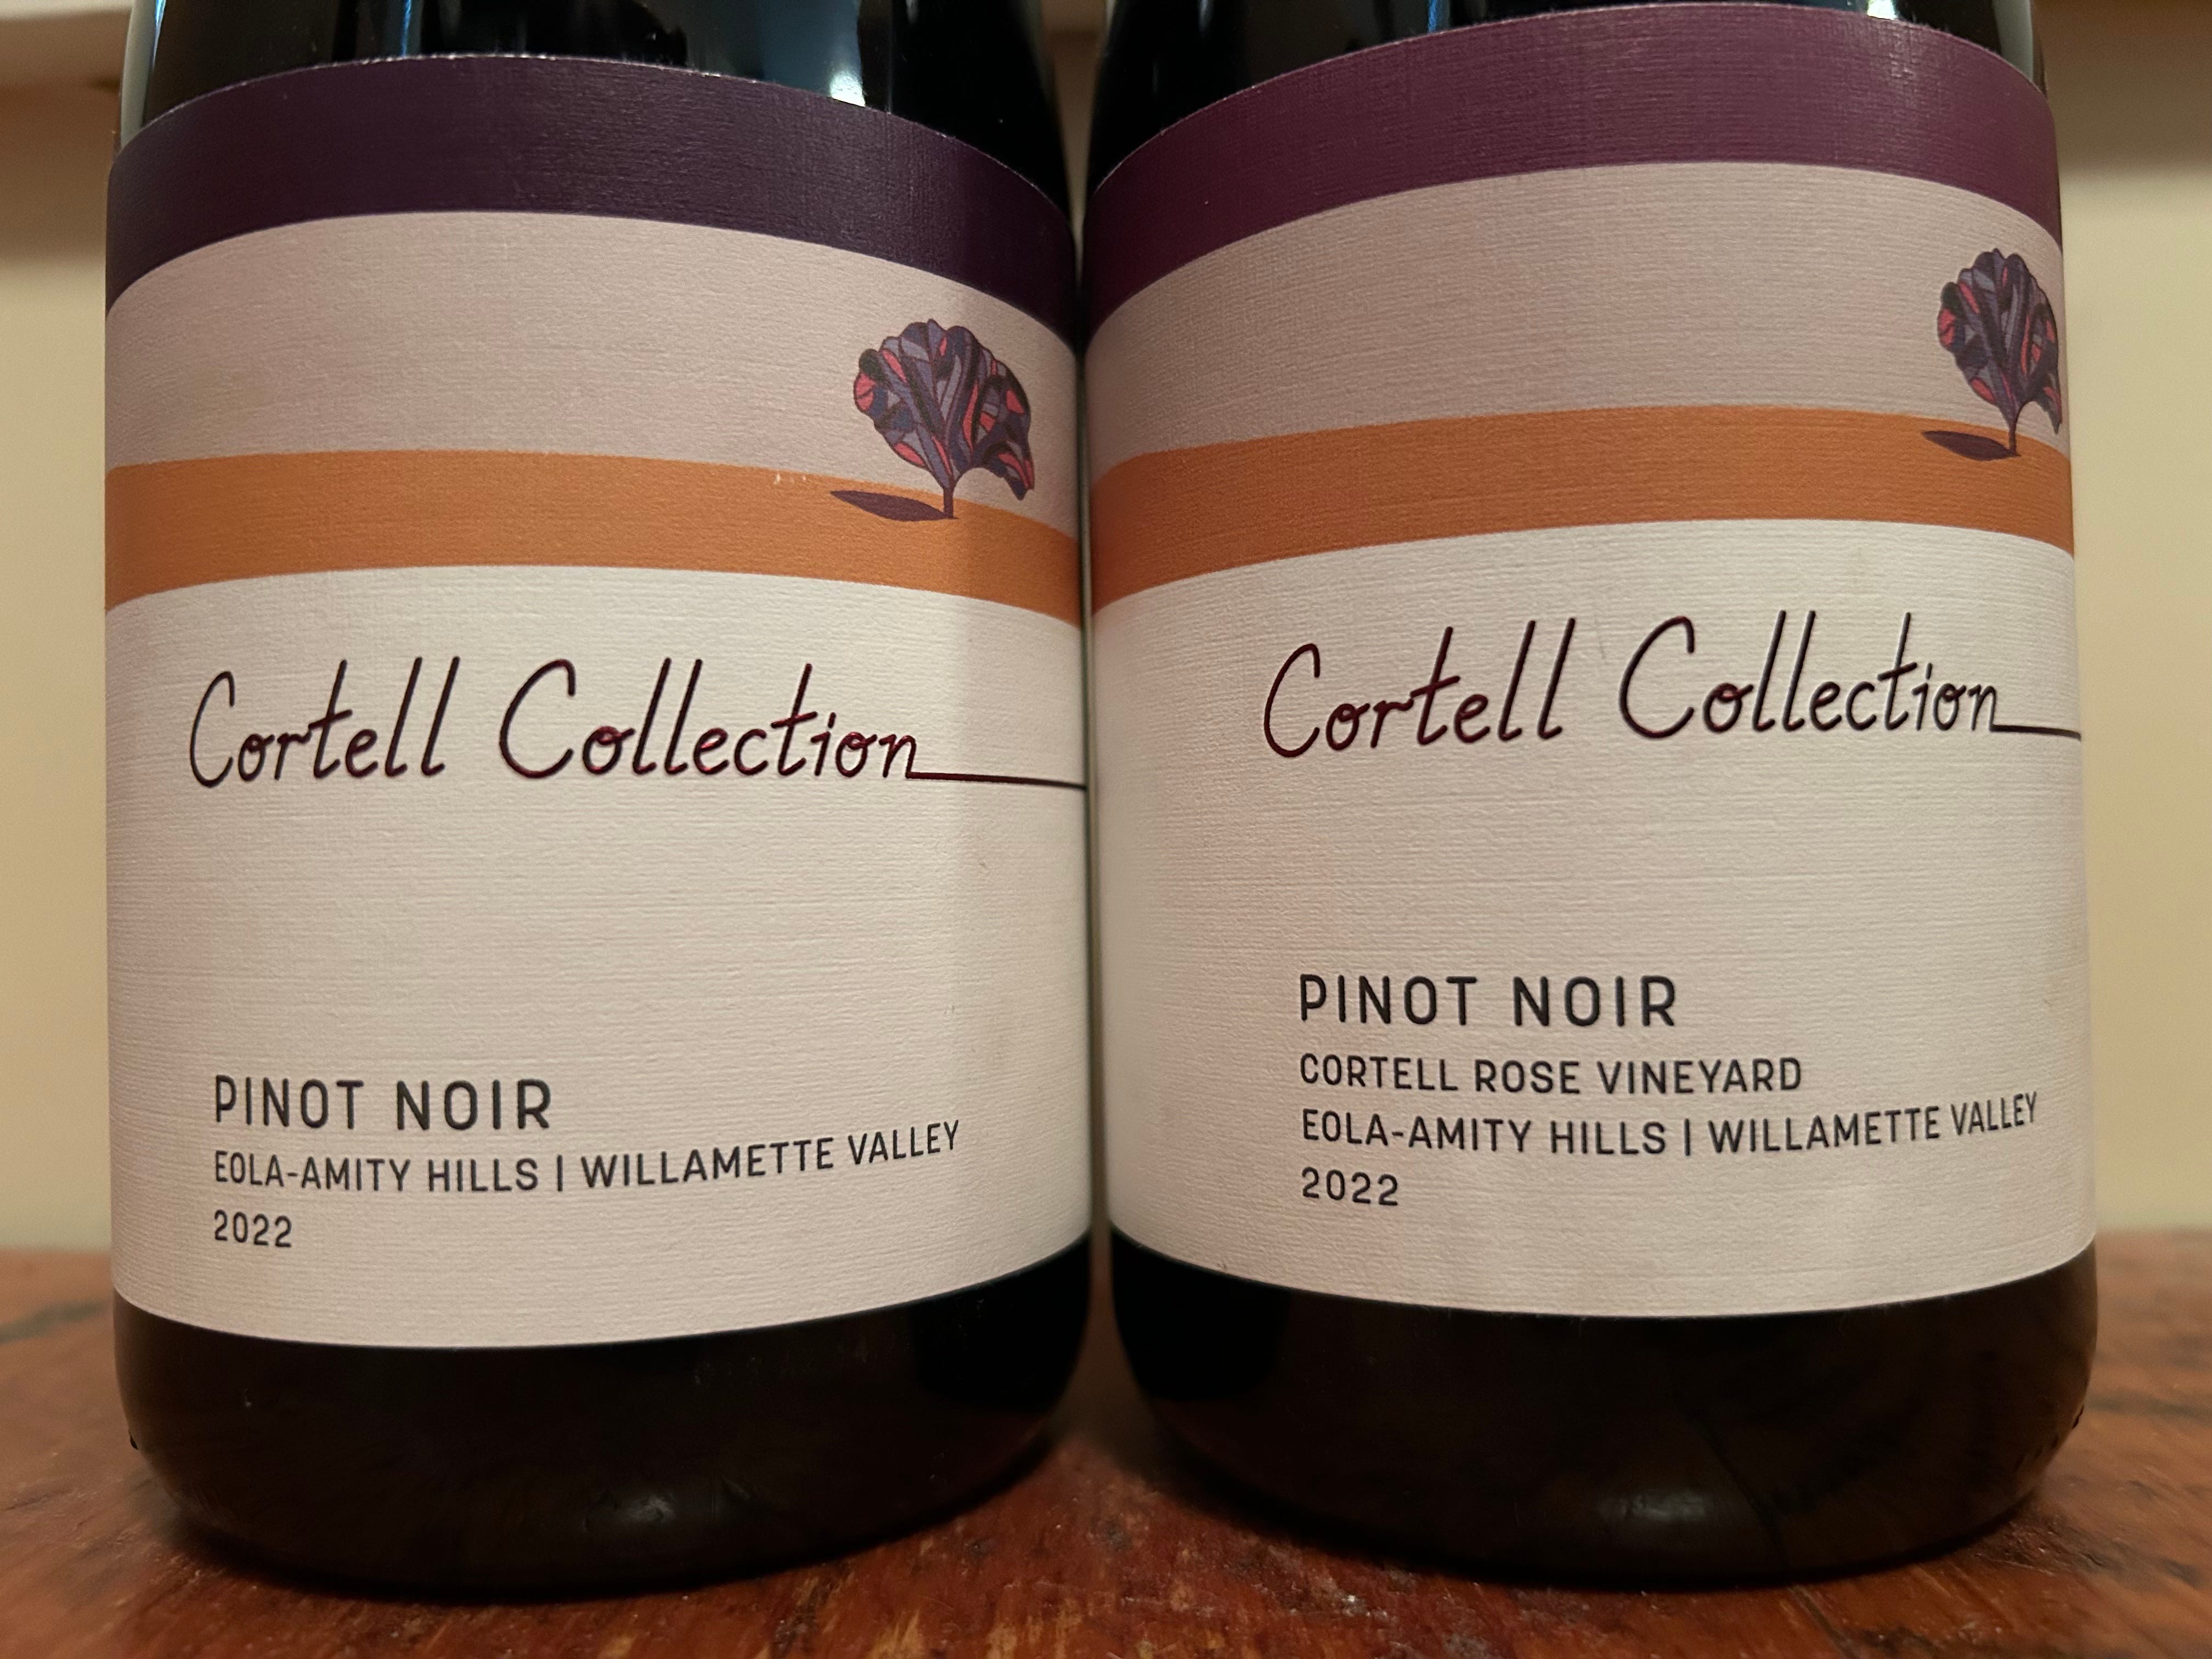 Cortell Collection
PINOT NOIR
EOLA-AMITY HILLS | WILLAMETTE VALLEY
2022
Cortell Collection
PINOT NOIR
CORTELL ROSE VINEYARD
EOLA-AMITY HILLS | WILLAMETTE VALLEY
2022